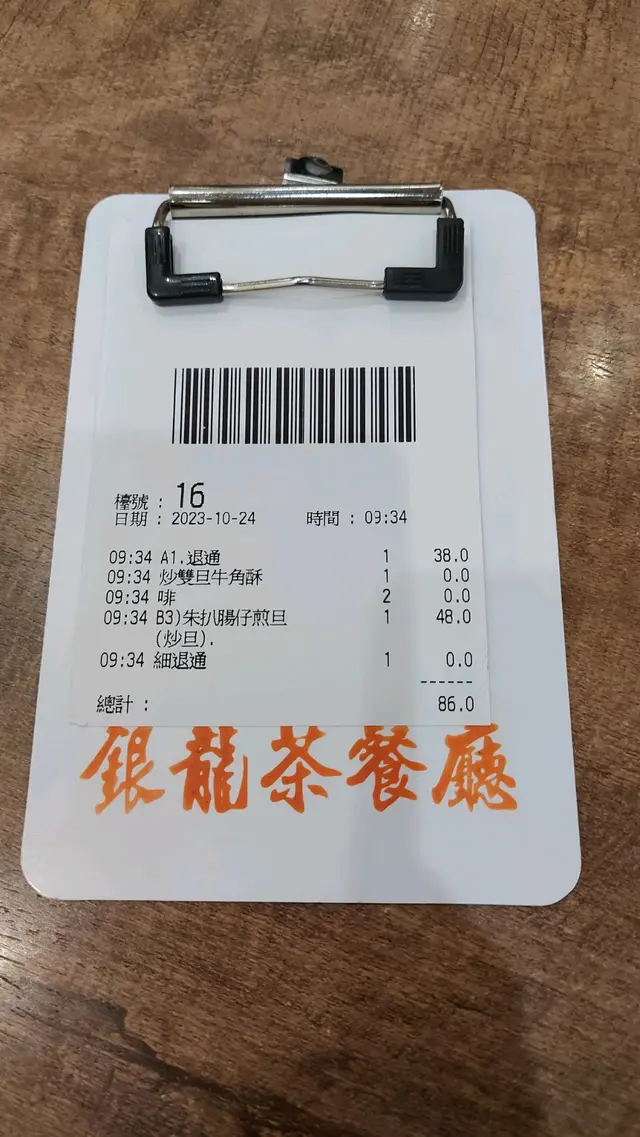 檯號 : 16
日期 : 2023-10-24 時間 : 09:34
09:34 A1.退通 1 38.0
09:34 炒雙旦牛角酥 1 0.0
09:34 啡 2 0.0
09:34 B3)朱扒腸仔煎旦 1 48.0
(炒旦).
09:34 細退通 1 0.0
------
總計 : 86.0
銀龍茶餐廳